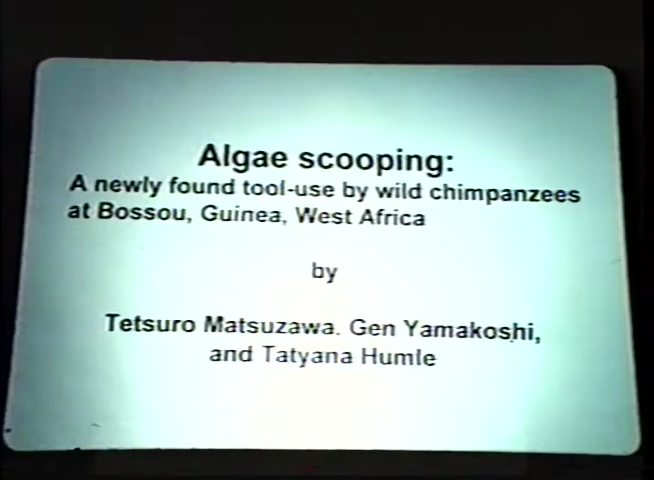 Algae scooping:
A newly found tool-use by wild chimpanzees
at Bossou, Guinea, West Africa
by
Tetsuro Matsuzawa. Gen Yamakoshi,
and Tatyana Humle